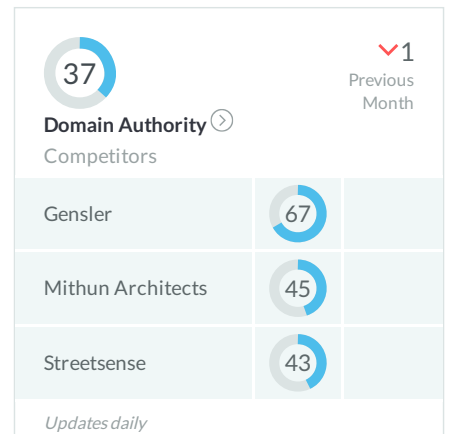 37
1
Previous
Month
Domain Authority
Competitors
Gensler 67
Mithun Architects 45
Streetsense 43
Updates daily